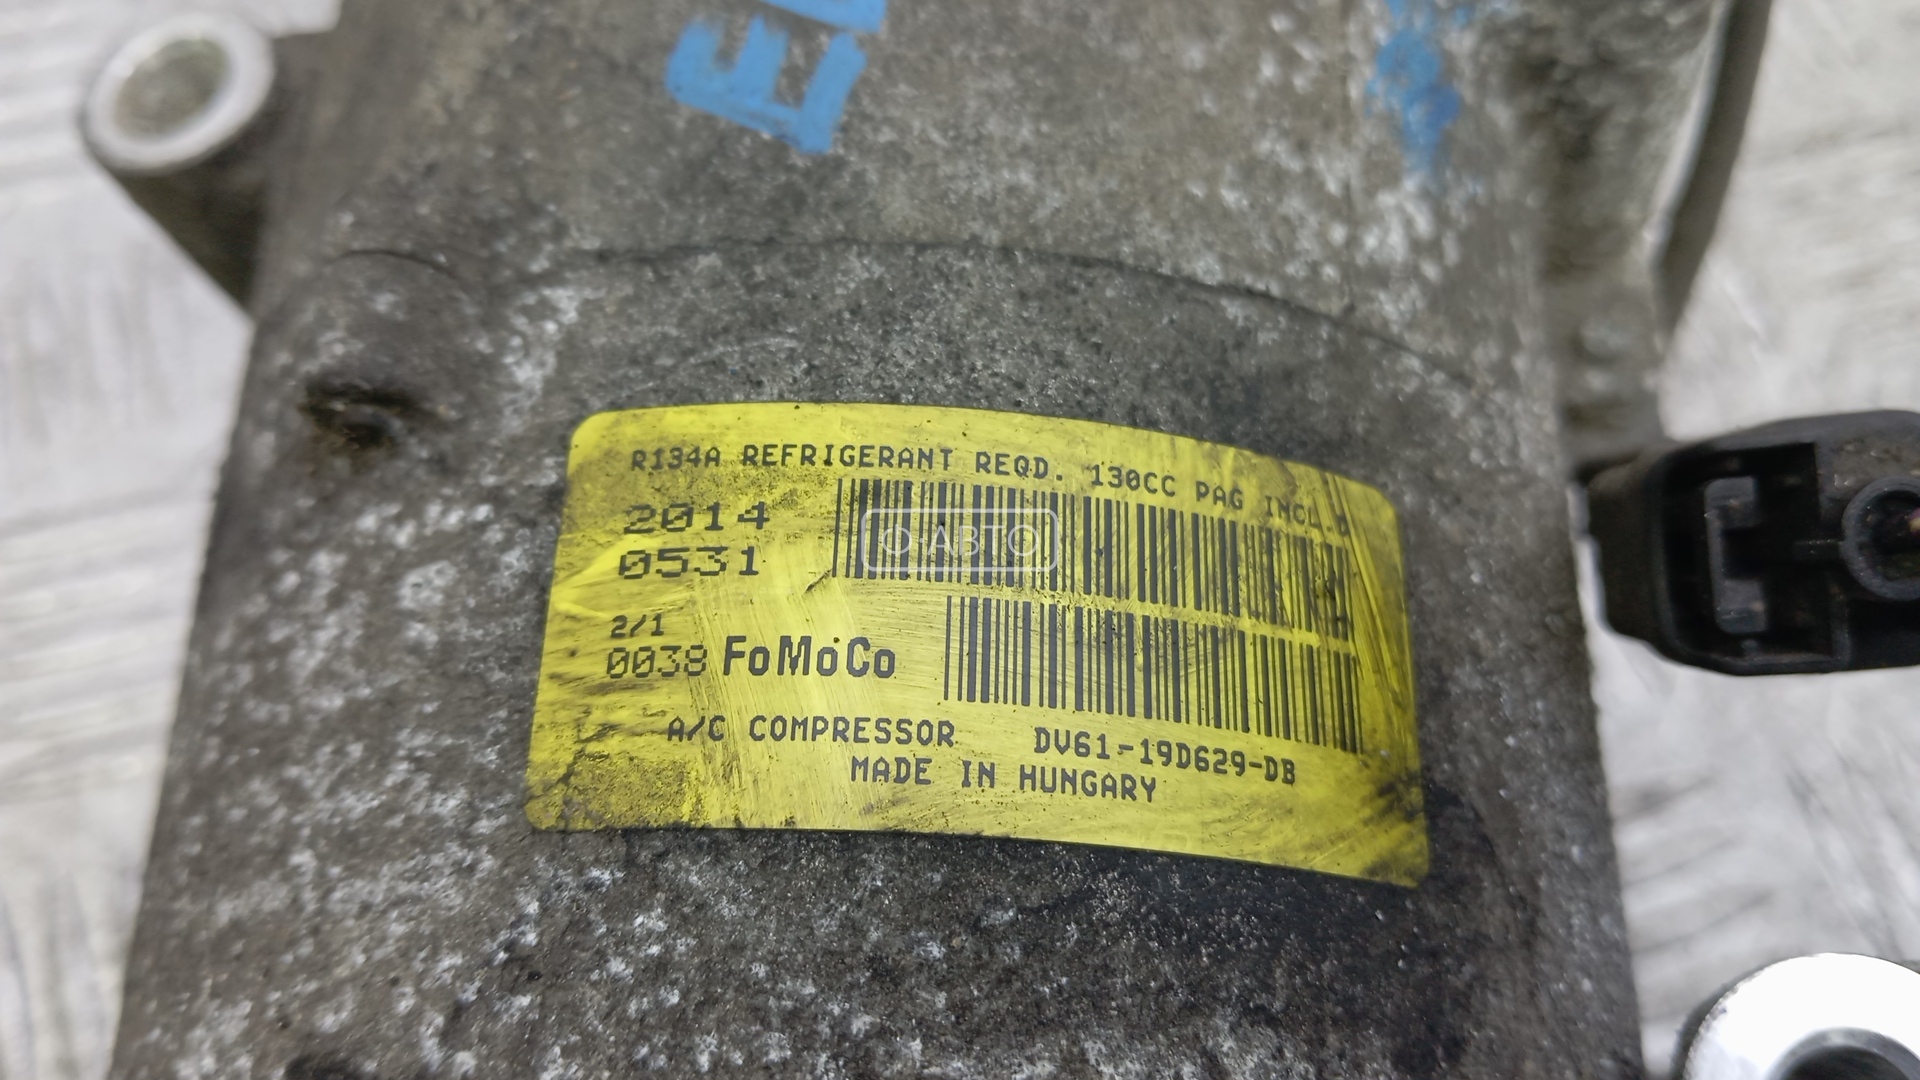 R134A REFRIGERANT REQD. 130CC PAG INCL.D
2014
0531
О-АВТО
2/1
0038 FoMoCo
A/C COMPRESSOR DV61-19D629-DB
MADE IN HUNGARY